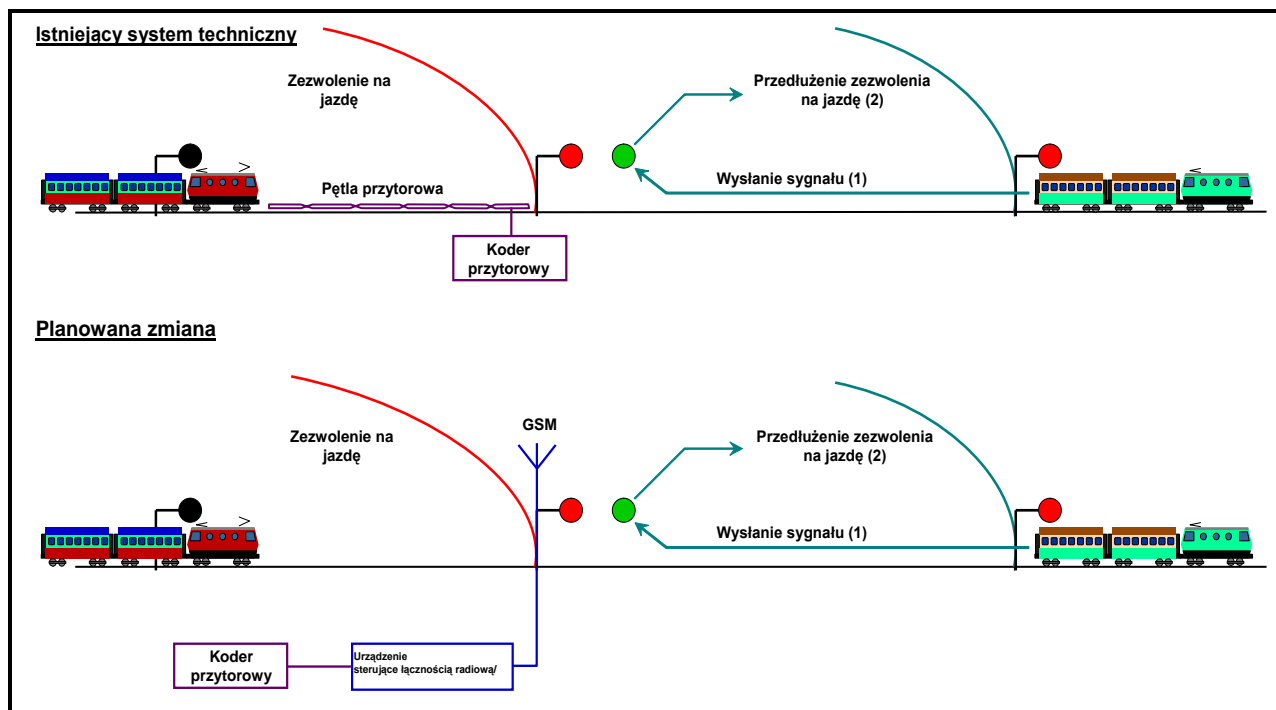 Istniejący system techniczny
Zezwolenie na
jazdę
Przedłużenie zezwolenia
na jazdę (2)
Pętla przytorowa
Wysłanie sygnału (1)
Koder
przytorowy
Planowana zmiana
GSM
Zezwolenie na
jazdę
Przedłużenie zezwolenia
na jazdę (2)
Wysłanie sygnału (1)
Koder
przytorowy
Urządzenie
sterujące łącznością radiową/